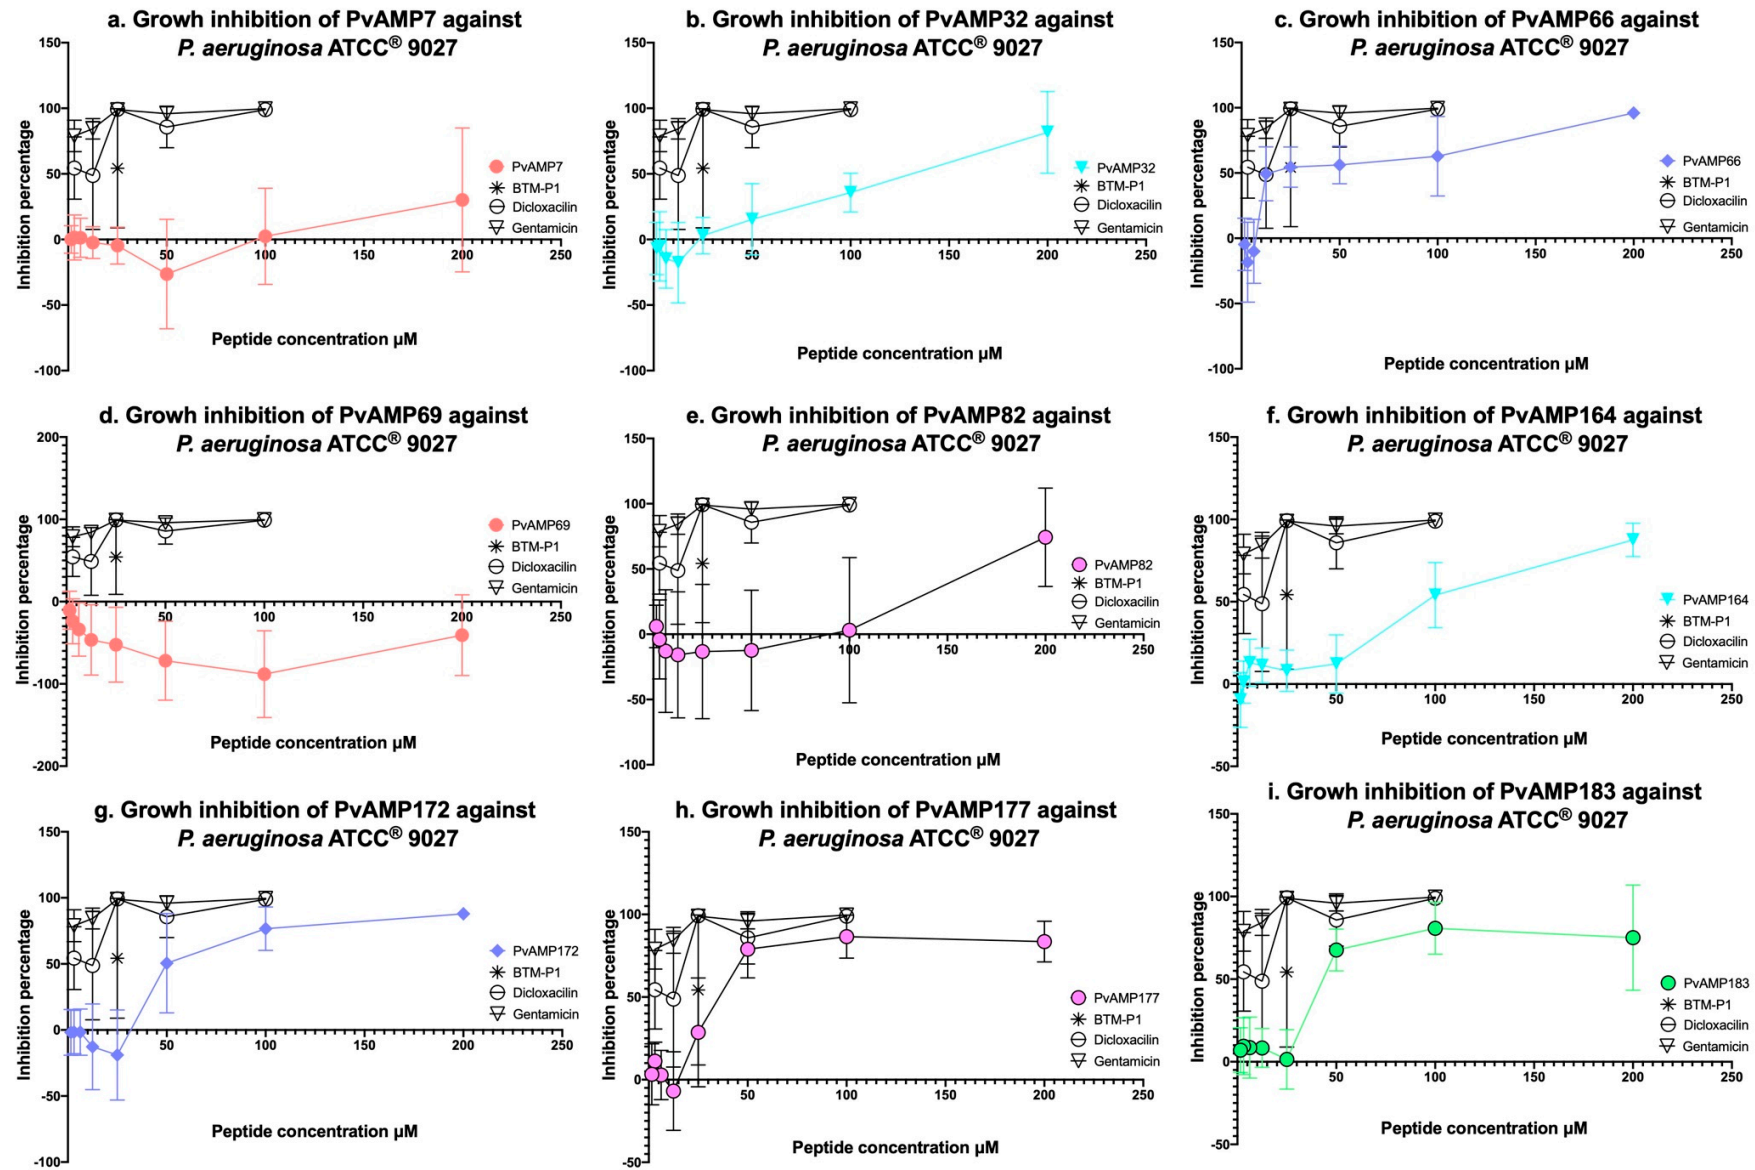 a. Growh inhibition of PvAMP7 against
P. aeruginosa ATCC® 9027
150
100
50
0
-50
-100
50
100
150
200
250
Inhibition percentage
Peptide concentration µM
PvAMP7
BTM-P1
Dicloxacilin
Gentamicin
b. Growh inhibition of PvAMP32 against
P. aeruginosa ATCC® 9027
150
100
50
0
-50
-100
50
100
150
200
250
Inhibition percentage
Peptide concentration µM
PvAMP32
BTM-P1
Dicloxacilin
Gentamicin
c. Growh inhibition of PvAMP66 against
P. aeruginosa ATCC® 9027
150
100
50
0
-50
-100
50
100
150
200
250
Inhibition percentage
Peptide concentration µM
PvAMP66
BTM-P1
Dicloxacilin
Gentamicin
d. Growh inhibition of PvAMP69 against
P. aeruginosa ATCC® 9027
200
100
0
-100
-200
50
100
150
200
250
Inhibition percentage
Peptide concentration µM
PvAMP69
BTM-P1
Dicloxacilin
Gentamicin
e. Growh inhibition of PvAMP82 against
P. aeruginosa ATCC® 9027
150
100
50
0
-50
-100
50
100
150
200
250
Inhibition percentage
Peptide concentration µM
PvAMP82
BTM-P1
Dicloxacilin
Gentamicin
f. Growh inhibition of PvAMP164 against
P. aeruginosa ATCC® 9027
150
100
50
0
-50
50
100
150
200
250
Inhibition percentage
Peptide concentration µM
PvAMP164
BTM-P1
Dicloxacilin
Gentamicin
g. Growh inhibition of PvAMP172 against
P. aeruginosa ATCC® 9027
150
100
50
0
-50
-100
50
100
150
200
250
Inhibition percentage
Peptide concentration µM
PvAMP172
BTM-P1
Dicloxacilin
Gentamicin
h. Growh inhibition of PvAMP177 against
P. aeruginosa ATCC® 9027
150
100
50
0
-50
50
100
150
200
250
Inhibition percentage
Peptide concentration µM
PvAMP177
BTM-P1
Dicloxacilin
Gentamicin
i. Growh inhibition of PvAMP183 against
P. aeruginosa ATCC® 9027
150
100
50
0
-50
50
100
150
200
250
Inhibition percentage
Peptide concentration µM
PvAMP183
BTM-P1
Dicloxacilin
Gentamicin